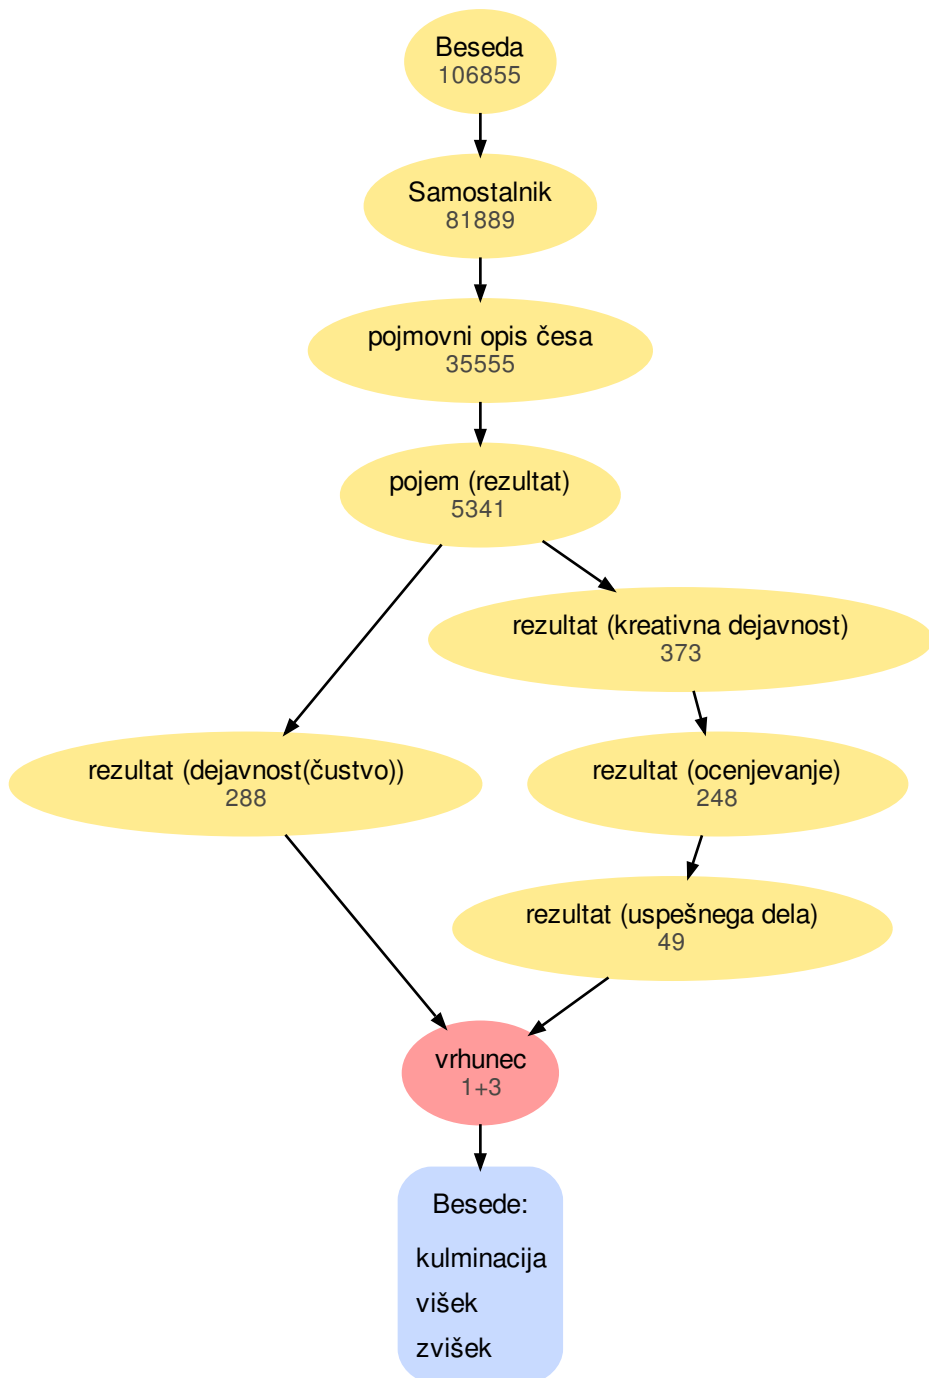 Beseda
106855
Samostalnik
81889
pojmovni opis česa
35555
pojem (rezultat)
5341
rezultat (kreativna dejavnost)
373
rezultat (dejavnost(čustvo))
288
rezultat (ocenjevanje)
248
rezultat (uspešnega dela)
49
vrhunec
1+3
Besede:
kulminacija
višek
zvišek